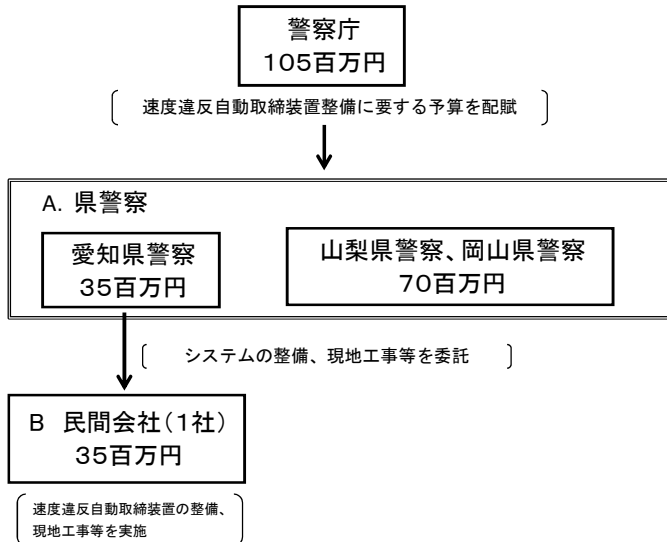 警察庁
105百万円
速度違反自動取締装置整備に要する予算を配賦
A. 県警察
愛知県警察
35百万円
山梨県警察、岡山県警察
70百万円
システムの整備、現地工事等を委託
B 民間会社(1社)
35百万円
速度違反自動取締装置の整備、
現地工事等を実施